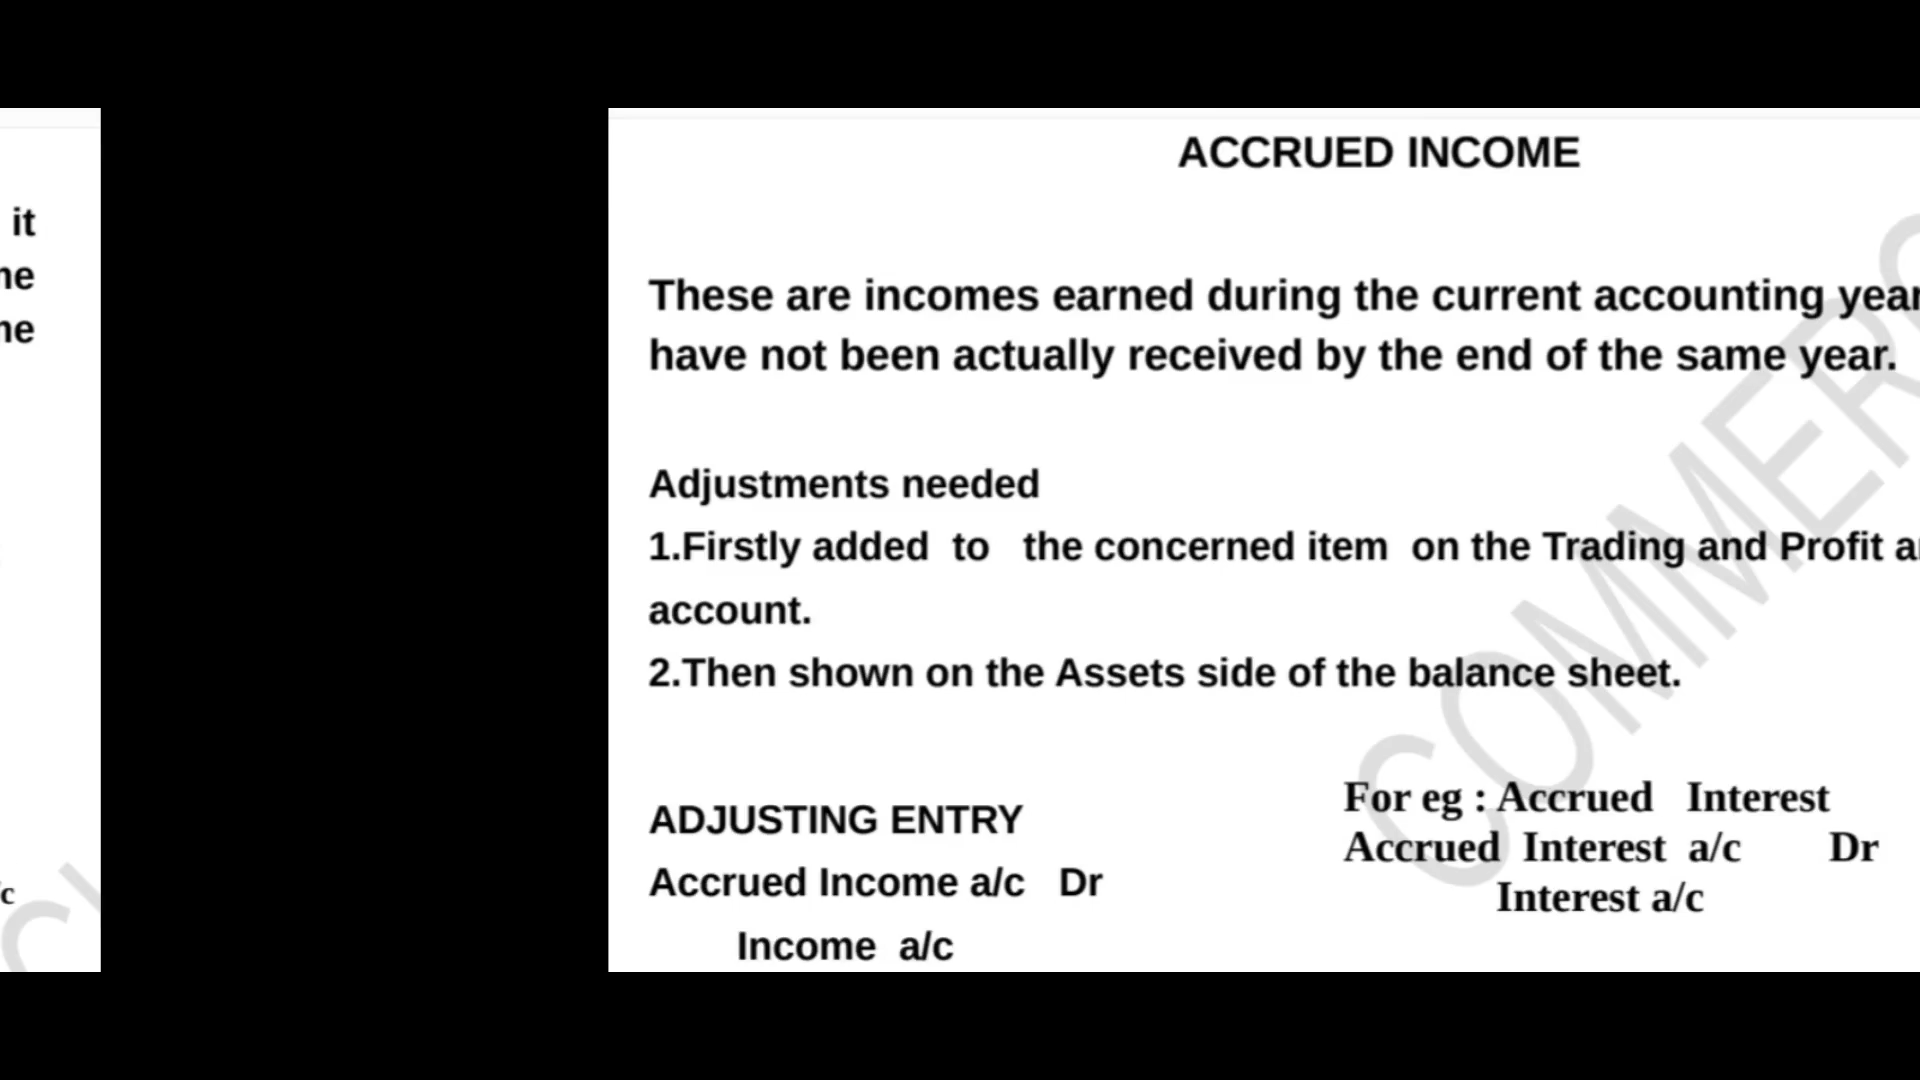 it
ACCRUED INCOME
These are incomes earned during the current accounting year
have not been actually received by the end of the same year.
Adjustments needed
1.Firstly added to the concerned item on the Trading and Profit
account.
2.Then shown on the Assets side of the balance sheet.
For eg : Accrued Interest
Accrued Interest a/c Dr
Interest a/c
ADJUSTING ENTRY
Accrued Income a/c Dr
Income a/c
COMMERC